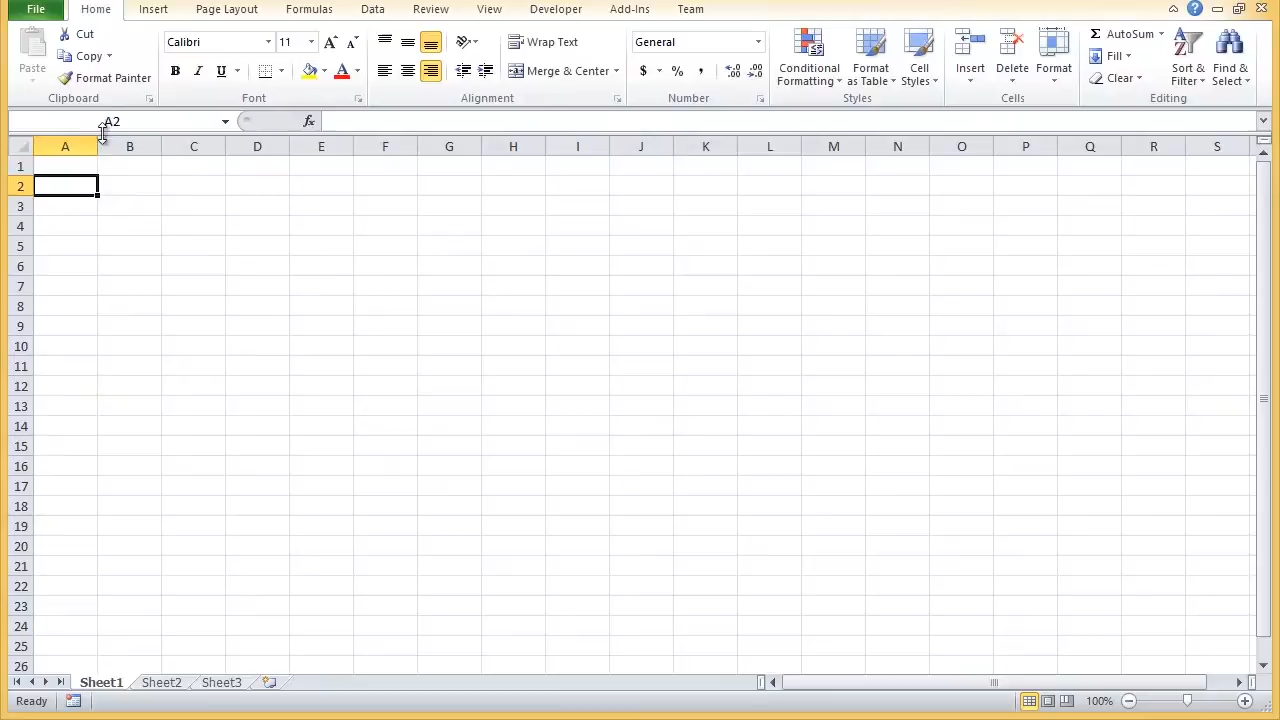 File Home Insert Page Layout Formulas Data Review View Developer Add-Ins Team
Paste
Cut
Copy
Format Painter
Clipboard
Calibri 11
B I U
Font
Wrap Text
Merge & Center
Alignment
General
$ % ,
Number
Conditional Formatting
Format as Table
Cell Styles
Styles
Insert Delete Format
Cells
AutoSum
Fill
Clear
Sort & Filter
Find & Select
Editing
A2 fx
A B C D E F G H I J K L M N O P Q R S
1
2
3
4
5
6
7
8
9
10
11
12
13
14
15
16
17
18
19
20
21
22
23
24
25
26
Sheet1 Sheet2 Sheet3
Ready 100%